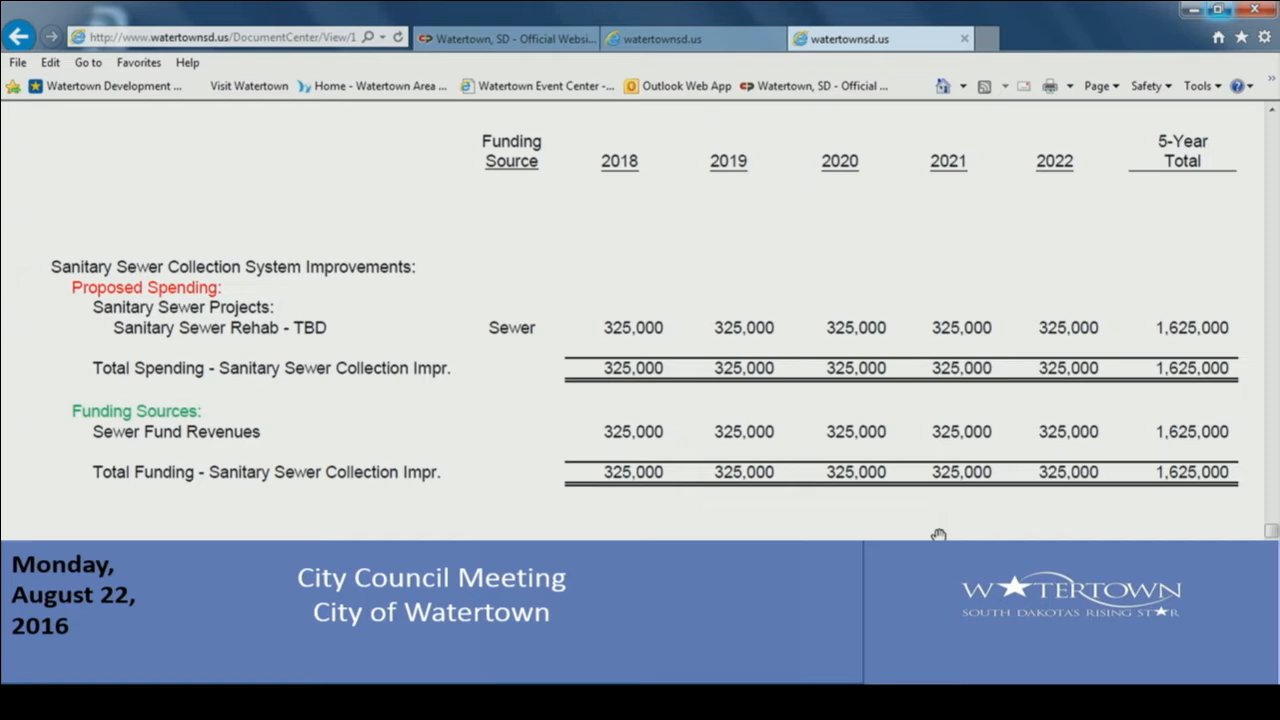 http://www.watertownsd.us/DocumentCenter/View/1
Watertown, SD - Official Websi...
watertownsd.us
watertownsd.us
File Edit Go to Favorites Help
Watertown Development ...
Visit Watertown
Home - Watertown Area ...
Watertown Event Center -...
Outlook Web App
Watertown, SD - Official ...
Page Safety Tools
Funding 5-Year
Source 2018 2019 2020 2021 2022 Total
Sanitary Sewer Collection System Improvements:
Proposed Spending:
Sanitary Sewer Projects:
Sanitary Sewer Rehab - TBD Sewer 325,000 325,000 325,000 325,000 325,000 1,625,000
Total Spending - Sanitary Sewer Collection Impr. 325,000 325,000 325,000 325,000 325,000 1,625,000
Funding Sources:
Sewer Fund Revenues 325,000 325,000 325,000 325,000 325,000 1,625,000
Total Funding - Sanitary Sewer Collection Impr. 325,000 325,000 325,000 325,000 325,000 1,625,000
Monday,
August 22,
2016
City Council Meeting
City of Watertown
WATERTOWN
SOUTH DAKOTA'S RISING STAR